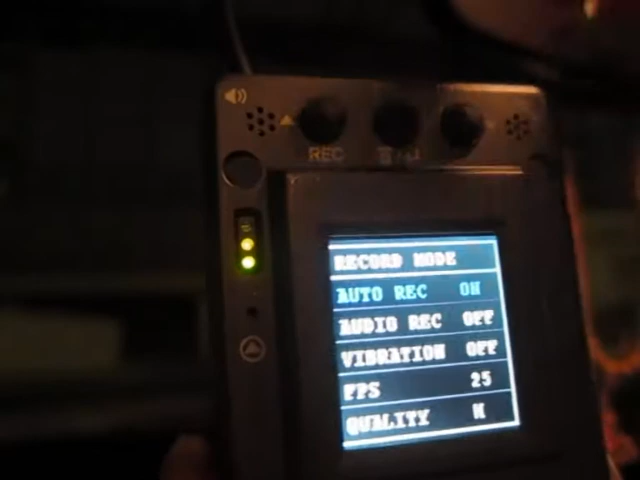 REC
RECORD MODE
AUTO REC ON
AUDIO REC OFF
VIBRATION OFF
FPS 25
QUALITY